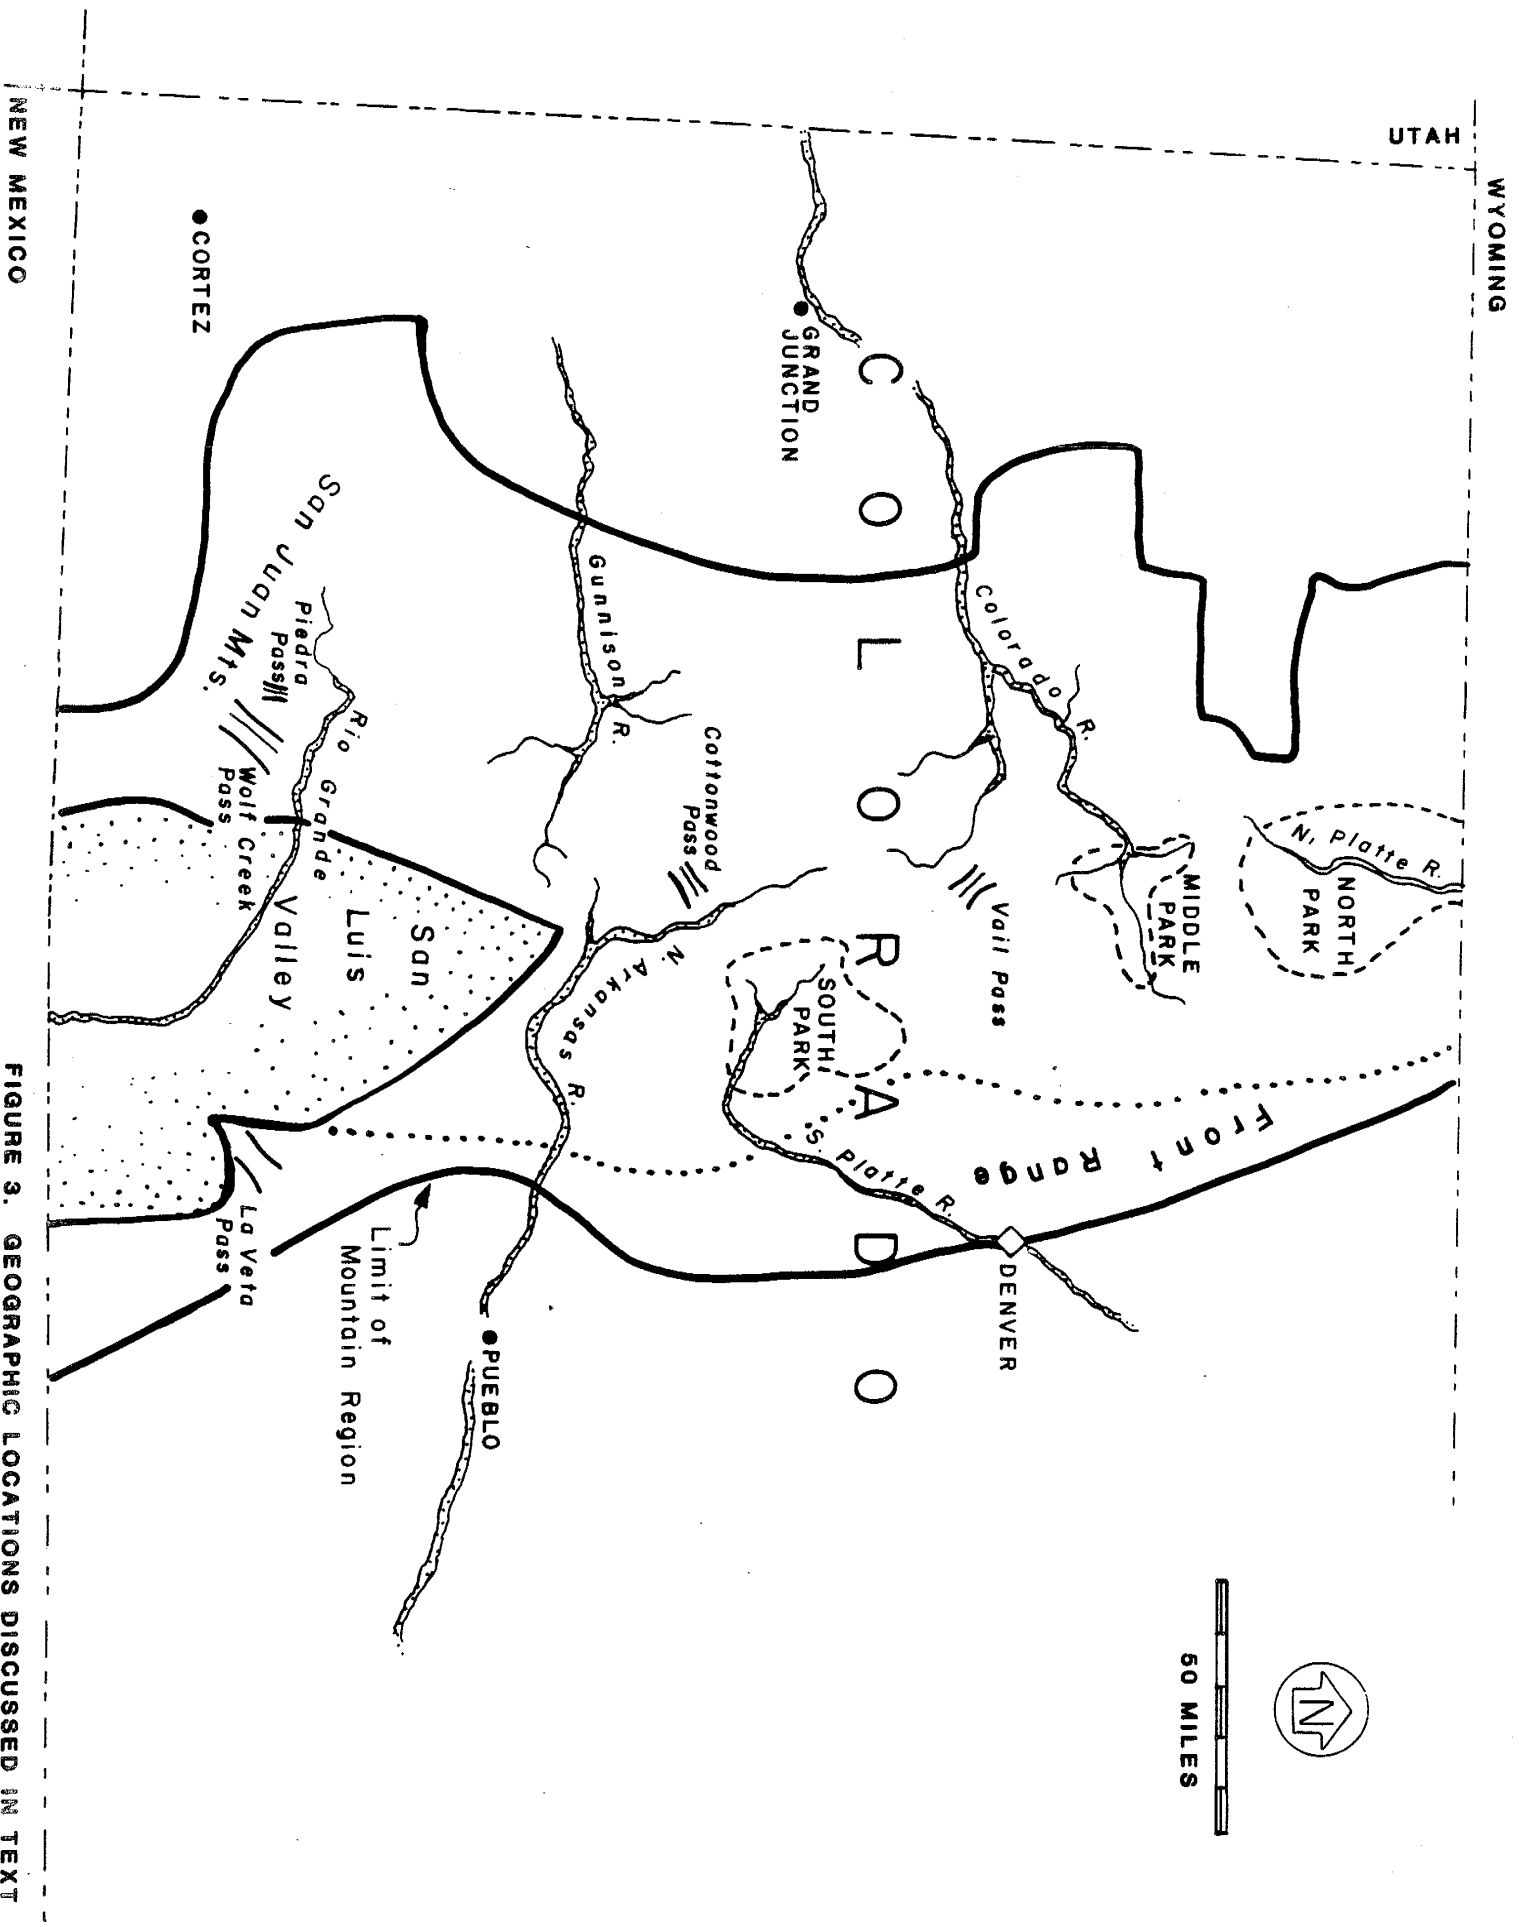 WYOMING
UTAH
N. Platte R.
NORTH
PARK
MIDDLE
PARK
Colorado R.
Vail Pass
Front Range
C O L O R A D O
GRAND
JUNCTION
DENVER
SOUTH
PARK
S. Platte R.
Cottonwood
Pass
Gunnison R.
N. Arkansas R.
PUEBLO
Limit of
Mountain Region
San Juan Mts.
Piedra
Pass
Rio Grande
Wolf Creek
Pass
San
Luis
Valley
La Veta
Pass
CORTEZ
NEW MEXICO
N
50 MILES
FIGURE 3. GEOGRAPHIC LOCATIONS DISCUSSED IN TEXT